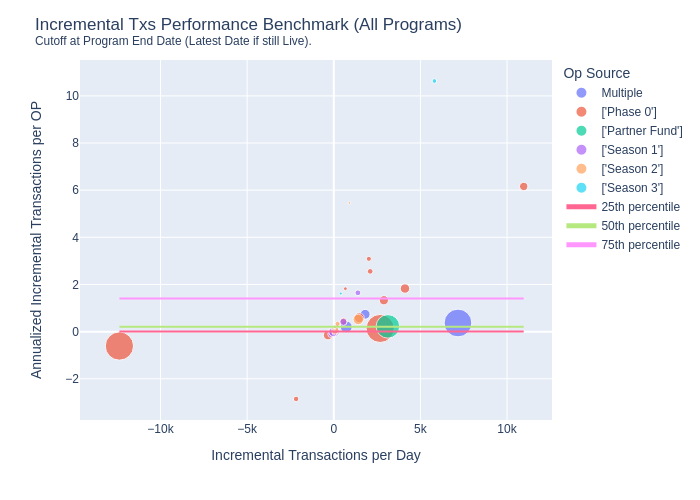 Incremental Txs Performance Benchmark (All Programs)
Cutoff at Program End Date (Latest Date if still Live).
Annualized Incremental Transactions per OP
10
8
6
4
2
0
−2
−10k
−5k
0
5k
10k
Incremental Transactions per Day
Op Source
Multiple
['Phase 0']
['Partner Fund']
['Season 1']
['Season 2']
['Season 3']
25th percentile
50th percentile
75th percentile